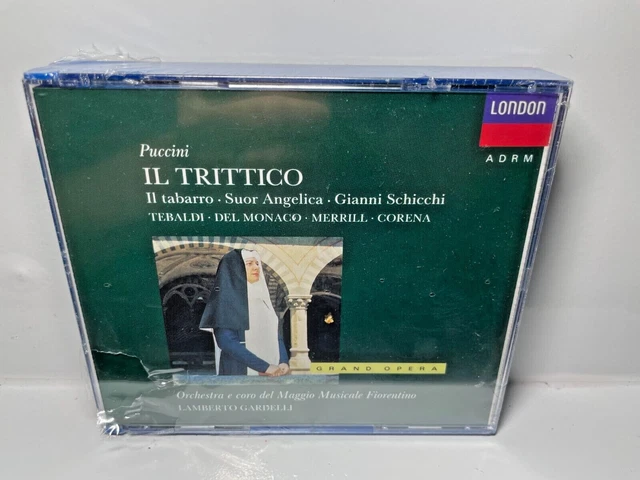 LONDON
ADRM
Puccini
IL TRITTICO
Il tabarro · Suor Angelica · Gianni Schicchi
TEBALDI · DEL MONACO · MERRILL · CORENA
GRAND OPERA
Orchestra e coro del Maggio Musicale Fiorentino
LAMBERTO GARDELLI